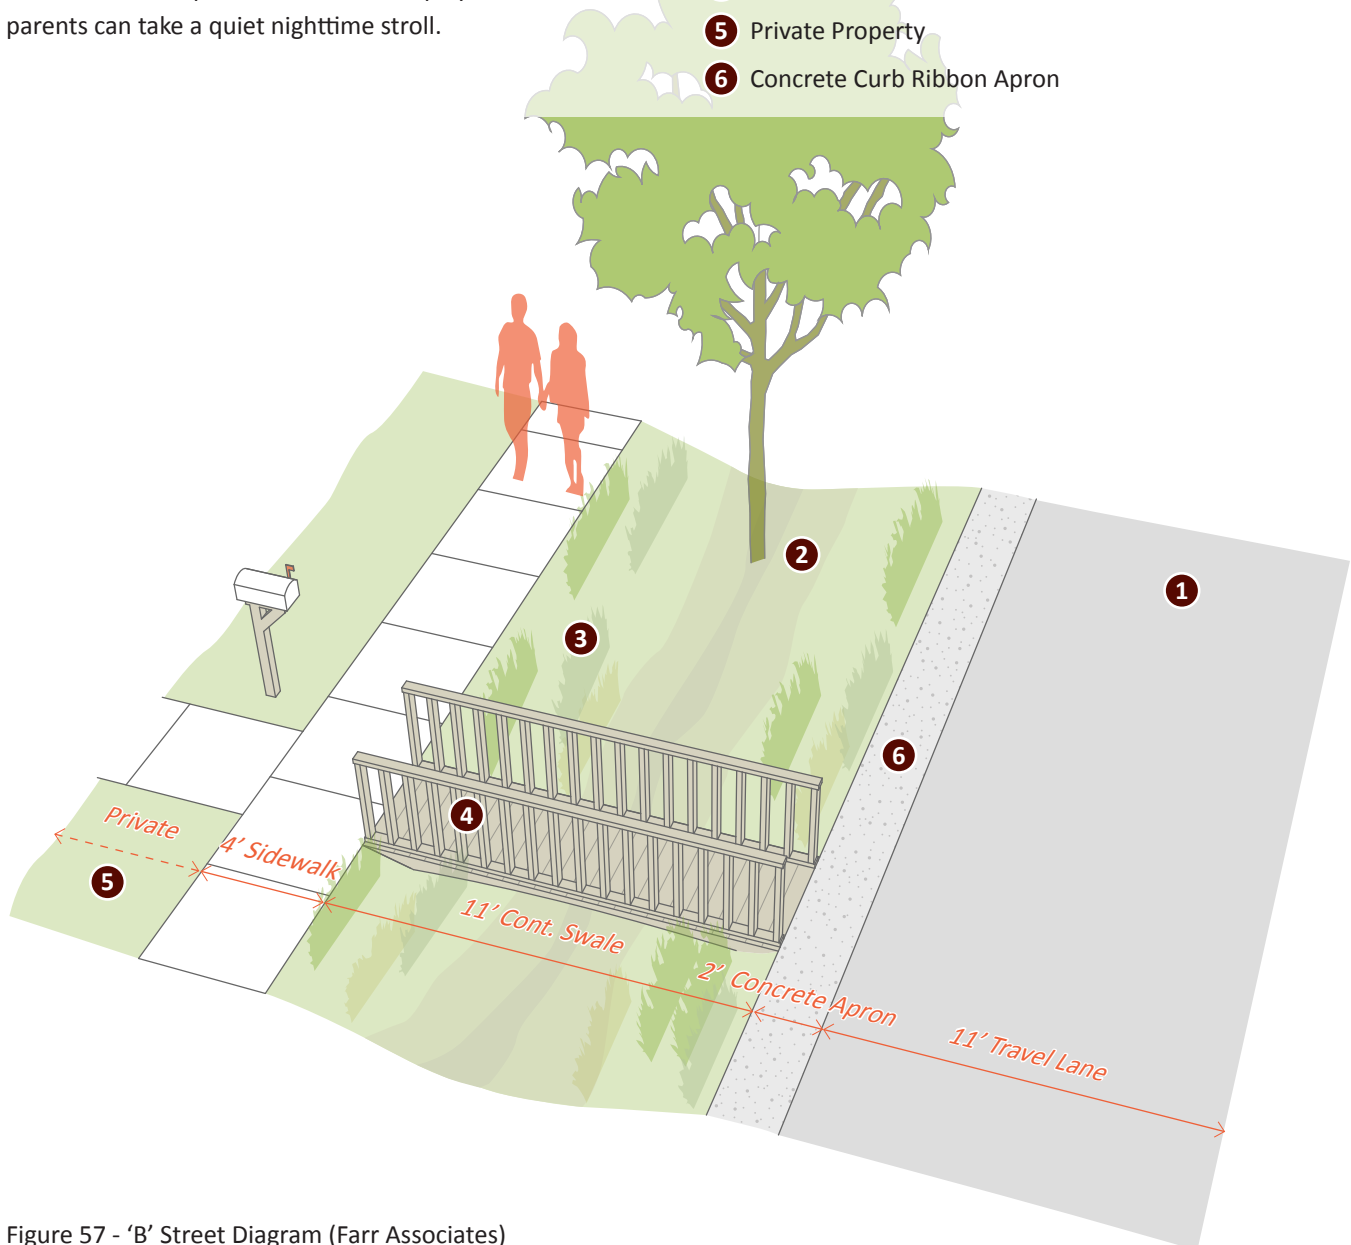 parents can take a quiet nighttime stroll.
5 Private Property
6 Concrete Curb Ribbon Apron
2
1
3
6
4
Private
4’ Sidewalk
5
11’ Cont. Swale
2’ Concrete Apron
11’ Travel Lane
Figure 57 - ‘B’ Street Diagram (Farr Associates)